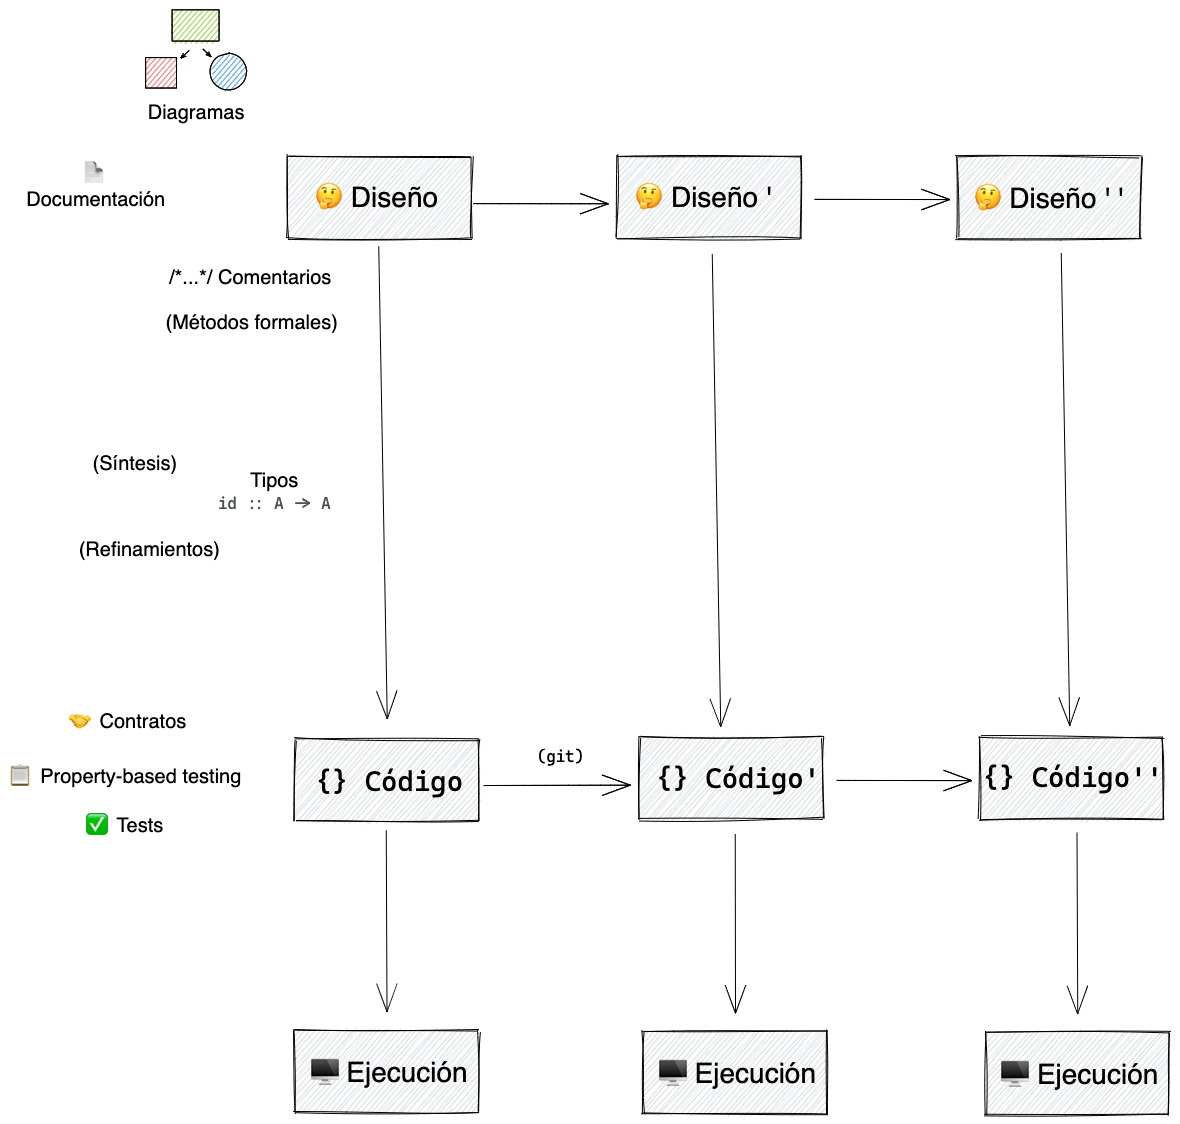 Diagramas
Documentación
🤔 Diseño
🤔 Diseño '
🤔 Diseño ' '
/*...*/ Comentarios
(Métodos formales)
(Síntesis)
Tipos
id :: A → A
(Refinamientos)
🤝 Contratos
📋 Property-based testing
✅ Tests
{} Código
(git)
{} Código'
{} Código''
🖥️ Ejecución
🖥️ Ejecución
🖥️ Ejecución